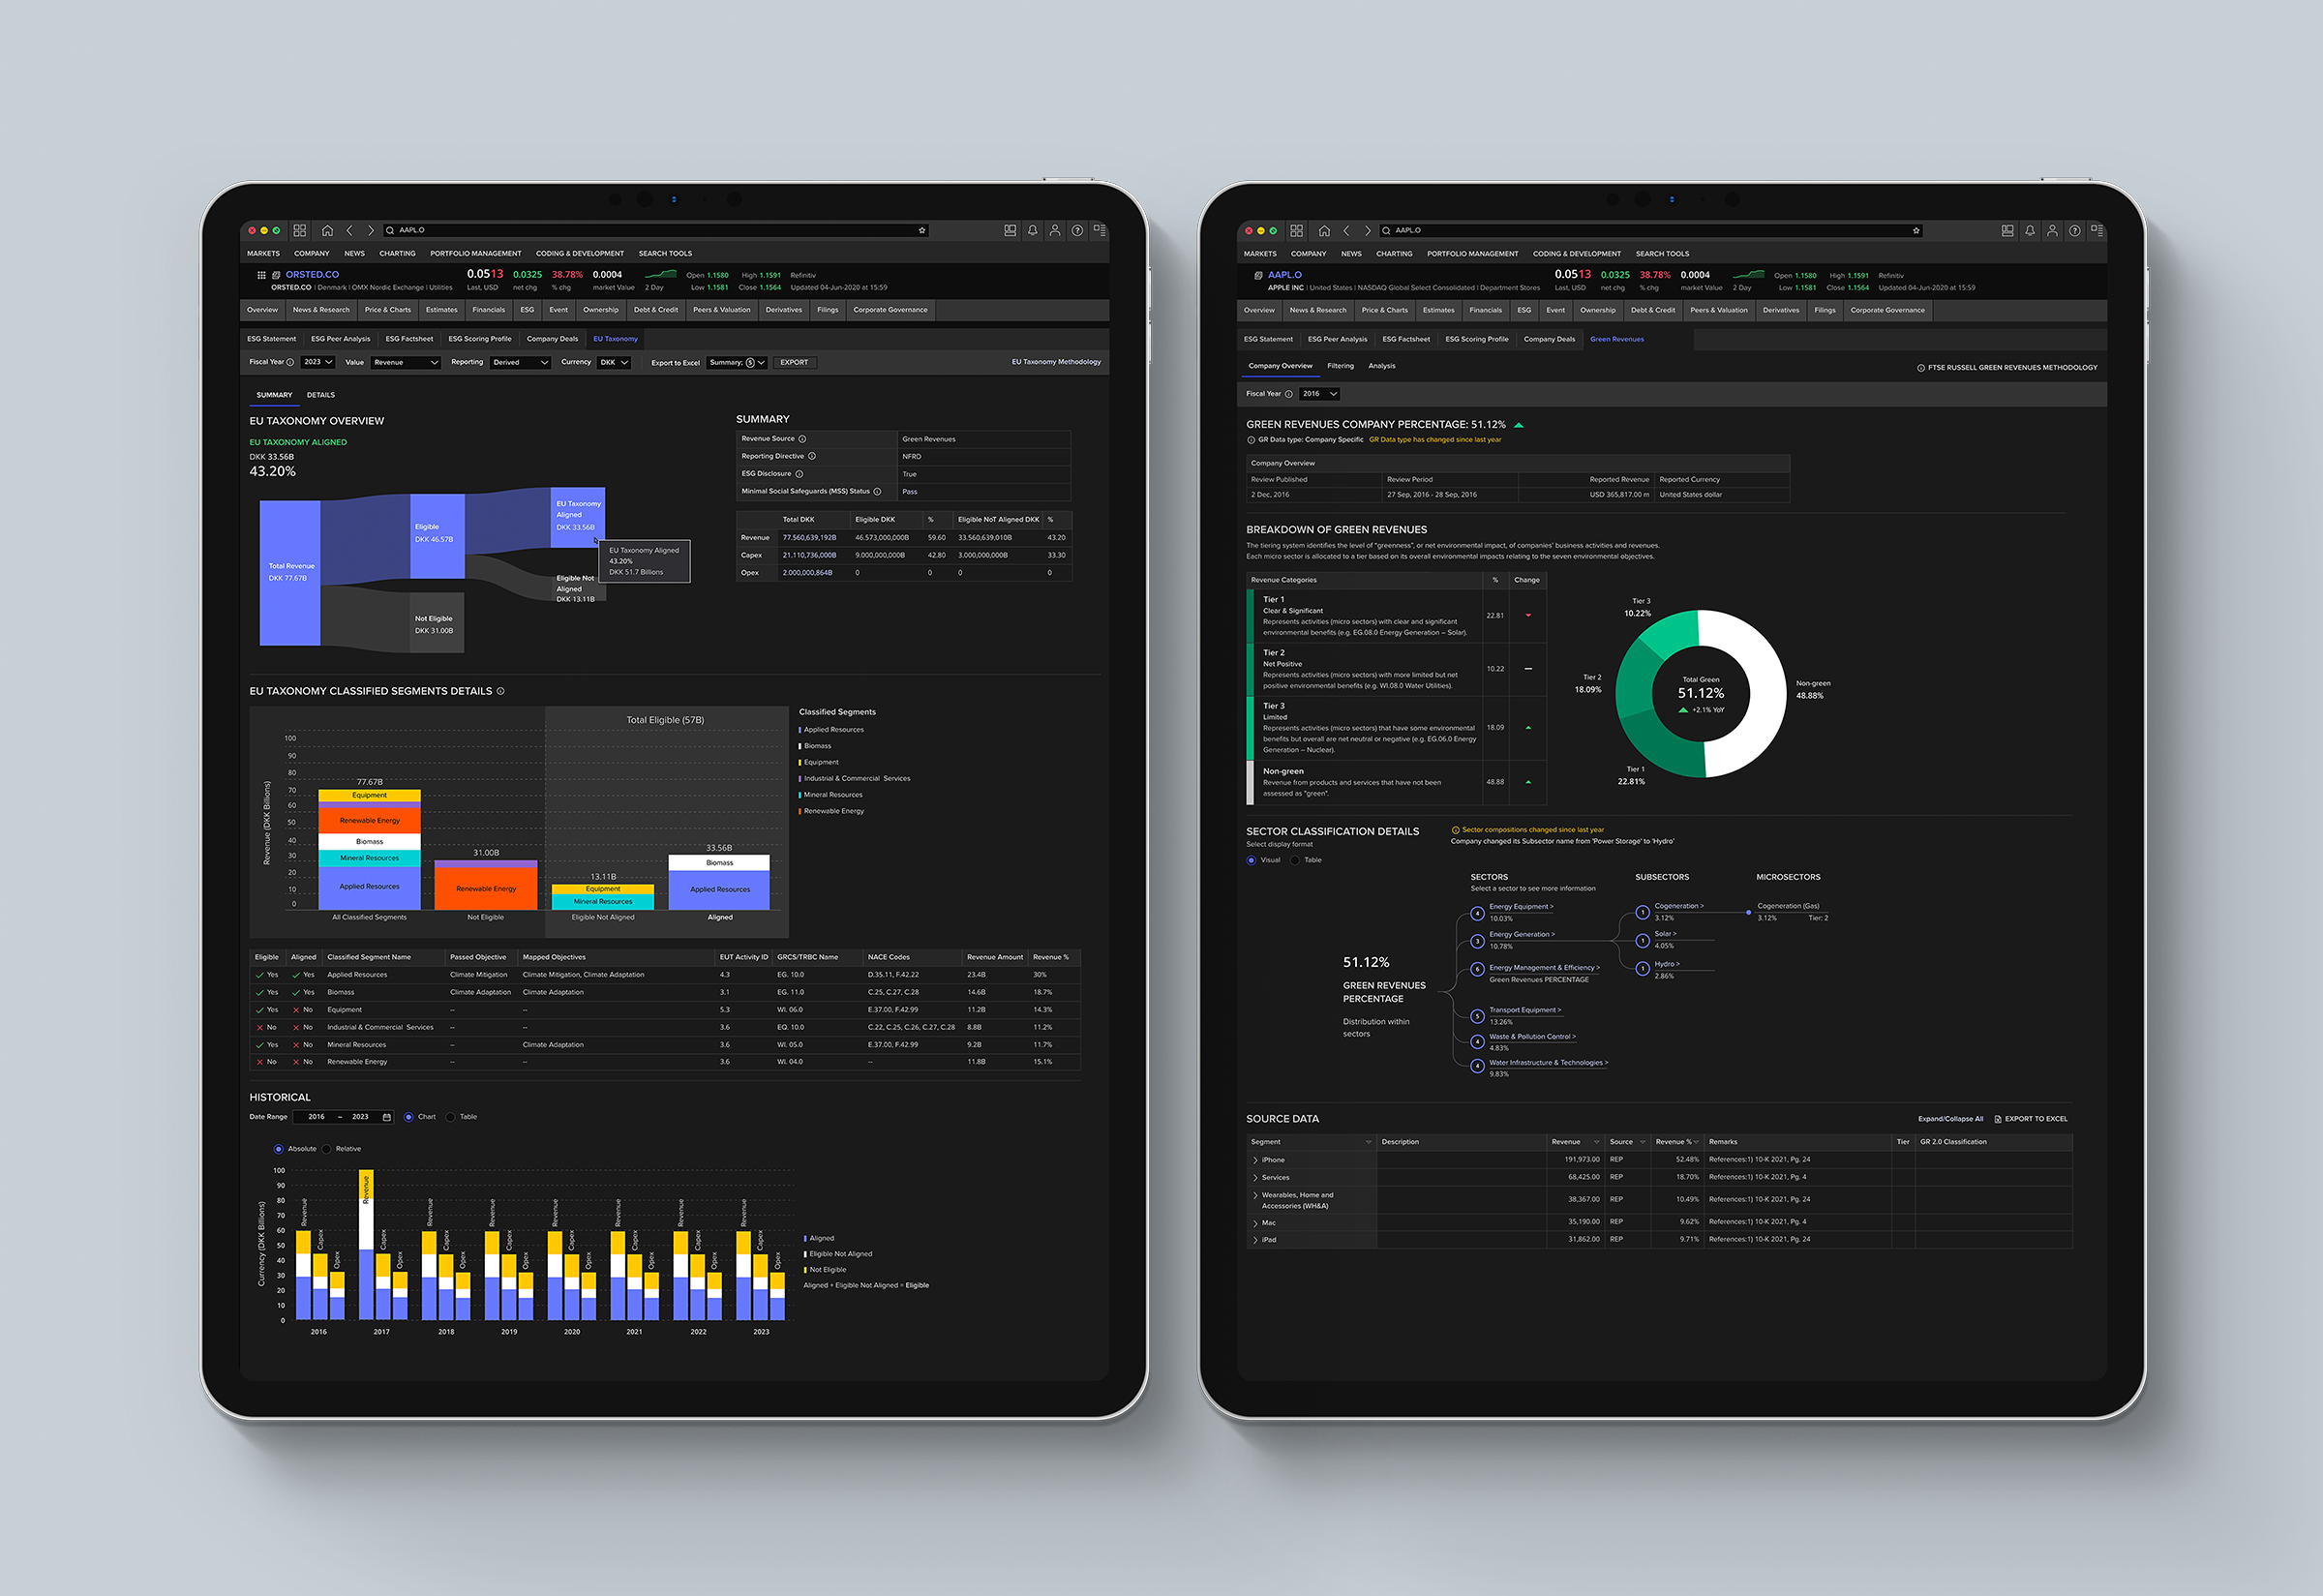 AAPL.O
MARKETS COMPANY NEWS CHARTING PORTFOLIO MANAGEMENT CODING & DEVELOPMENT SEARCH TOOLS
ORSTED.CO 0.0513 0.0325 38.78% 0.0004 Open 1.1580 High 1.1591 Refinitiv
ORSTED.CO | Denmark | OMX Nordic Exchange | Utilities Last, USD net chg % chg market Value 2 Day Low 1.1581 Close 1.1564 Updated 04-Jun-2020 at 15:59
Overview News & Research Price & Charts Estimates Financials ESG Event Ownership Debt & Credit Peers & Valuation Derivatives Filings Corporate Governance
ESG Statement ESG Peer Analysis ESG Factsheet ESG Scoring Profile Company Deals EU Taxonomy
Fiscal Year 2023 Value Revenue Reporting Derived Currency DKK Export to Excel Summary; 5 EXPORT EU Taxonomy Methodology
SUMMARY DETAILS
EU TAXONOMY OVERVIEW
EU TAXONOMY ALIGNED
DKK 33.56B
43.20%
Total Revenue
DKK 77.67B
Eligible
DKK 46.57B
Not Eligible
DKK 31.00B
EU Taxonomy
Aligned
DKK 33.56B
EU Taxonomy Aligned
43.20%
DKK 51.7 Billions
Eligible Not
Aligned
DKK 13.11B
SUMMARY
Revenue Source Green Revenues
Reporting Directive NFRD
ESG Disclosure True
Minimal Social Safeguards (MSS) Status Pass
Total DKK Eligible DKK % Eligible NoT Aligned DKK %
Revenue 77.560,639,192B 46.573,000,000B 59.60 33.560,639,010B 43.20
Capex 21.110,736,000B 9.000,000,000B 42.80 3.000,000,000B 33.30
Opex 2.000,000,864B 0 0 0 0
EU TAXONOMY CLASSIFIED SEGMENTS DETAILS
Total Eligible (57B)
Revenue (DKK Billions)
100
90
80
70
60
50
40
30
20
10
0
77.67B
Equipment
Renewable Energy
Biomass
Mineral Resources
Applied Resources
31.00B
Renewable Energy
13.11B
Equipment
Mineral Resources
33.56B
Biomass
Applied Resources
All Classified Segments Not Eligible Eligible Not Aligned Aligned
Classified Segments
Applied Resources
Biomass
Equipment
Industrial & Commercial Services
Mineral Resources
Renewable Energy
Eligible Aligned Classified Segment Name Passed Objective Mapped Objectives EUT Activity ID GRCS/TRBC Name NACE Codes Revenue Amount Revenue %
Yes Yes Applied Resources Climate Mitigation Climate Mitigation, Climate Adaptation 4.3 EG. 10.0 D.35.11, F.42.22 23.4B 30%
Yes Yes Biomass Climate Adaptation Climate Adaptation 3.1 EG. 11.0 C.25, C.27, C.28 14.6B 18.7%
Yes No Equipment -- -- 5.3 WI. 06.0 E.37.00, F.42.99 11.2B 14.3%
No No Industrial & Commercial Services -- -- 3.6 EQ. 10.0 C.22, C.25, C.26, C.27, C.28 8.8B 11.2%
Yes No Mineral Resources -- Climate Adaptation 3.6 WI. 05.0 E.37.00, F.42.99 9.2B 11.7%
No No Renewable Energy -- -- 3.6 WI. 04.0 -- 11.8B 15.1%
HISTORICAL
Date Range 2016 – 2023 Chart Table
Absolute Relative
Currency (DKK Billions)
100
90
80
70
60
50
40
30
20
10
0
Revenue Capex Opex
Revenue Capex Opex
Revenue Capex Opex
Revenue Capex Opex
Revenue Capex Opex
Revenue Capex Opex
Revenue Capex Opex
Revenue Capex Opex
2016 2017 2018 2019 2020 2021 2022 2023
Aligned
Eligible Not Aligned
Not Eligible
Aligned + Eligible Not Aligned = Eligible
AAPL.O
MARKETS COMPANY NEWS CHARTING PORTFOLIO MANAGEMENT CODING & DEVELOPMENT SEARCH TOOLS
AAPL.O 0.0513 0.0325 38.78% 0.0004 Open 1.1580 High 1.1591 Refinitiv
APPLE INC | United States | NASDAQ Global Select Consolidated | Department Stores Last, USD net chg % chg market Value 2 Day Low 1.1581 Close 1.1564 Updated 04-Jun-2020 at 15:59
Overview News & Research Price & Charts Estimates Financials ESG Event Ownership Debt & Credit Peers & Valuation Derivatives Filings Corporate Governance
ESG Statement ESG Peer Analysis ESG Factsheet ESG Scoring Profile Company Deals Green Revenues
Company Overview Filtering Analysis FTSE RUSSELL GREEN REVENUES METHODOLOGY
Fiscal Year 2016
GREEN REVENUES COMPANY PERCENTAGE: 51.12%
GR Data type: Company Specific GR Data type has changed since last year
Company Overview
Review Published Review Period Reported Revenue Reported Currency
2 Dec, 2016 27 Sep, 2016 - 28 Sep, 2016 USD 365,817.00 m United States dollar
BREAKDOWN OF GREEN REVENUES
The tiering system identifies the level of "greenness", or net environmental impact, of companies' business activities and revenues.
Each micro sector is allocated to a tier based on its overall environmental impacts relating to the seven environmental objectives.
Revenue Categories % Change
Tier 1
Clear & Significant
Represents activities (micro sectors) with clear and significant
environmental benefits (e.g. EG.08.0 Energy Generation – Solar).
22.81
Tier 2
Net Positive
Represents activities (micro sectors) with more limited but net
positive environmental benefits (e.g. WI.08.0 Water Utilities).
10.22
Tier 3
Limited
Represents activities (micro sectors) that have some environmental
benefits but overall are net neutral or negative (e.g. EG.06.0 Energy
Generation – Nuclear).
18.09
Non-green
Revenue from products and services that have not been
assessed as "green".
48.88
Tier 3
10.22%
Tier 2
18.09%
Tier 1
22.81%
Total Green
51.12%
+2.1% YoY
Non-green
48.88%
SECTOR CLASSIFICATION DETAILS
Select display format
Visual Table
Sector compositions changed since last year
Company changed its Subsector name from 'Power Storage' to 'Hydro'
SECTORS SUBSECTORS MICROSECTORS
Select a sector to see more information
51.12%
GREEN REVENUES
PERCENTAGE
Distribution within
sectors
4 Energy Equipment >
10.03%
3 Energy Generation >
10.78%
6 Energy Management & Efficiency >
Green Revenues PERCENTAGE
5 Transport Equipment >
13.26%
4 Waste & Pollution Control >
4.83%
4 Water Infrastructure & Technologies >
9.83%
1 Cogeneration >
3.12%
1 Solar >
4.05%
1 Hydro >
2.86%
Cogeneration (Gas)
3.12% Tier: 2
SOURCE DATA Expand/Collapse All EXPORT TO EXCEL
Segment Description Revenue Source Revenue % Remarks Tier GR 2.0 Classification
iPhone 191,973.00 REP 52.48% References:1) 10-K 2021, Pg. 24
Services 68,425.00 REP 18.70% References:1) 10-K 2021, Pg. 4
Wearables, Home and
Accessories (WH&A) 38,367.00 REP 10.49% References:1) 10-K 2021, Pg. 24
Mac 35,190.00 REP 9.62% References:1) 10-K 2021, Pg. 4
iPad 31,862.00 REP 9.71% References:1) 10-K 2021, Pg. 24